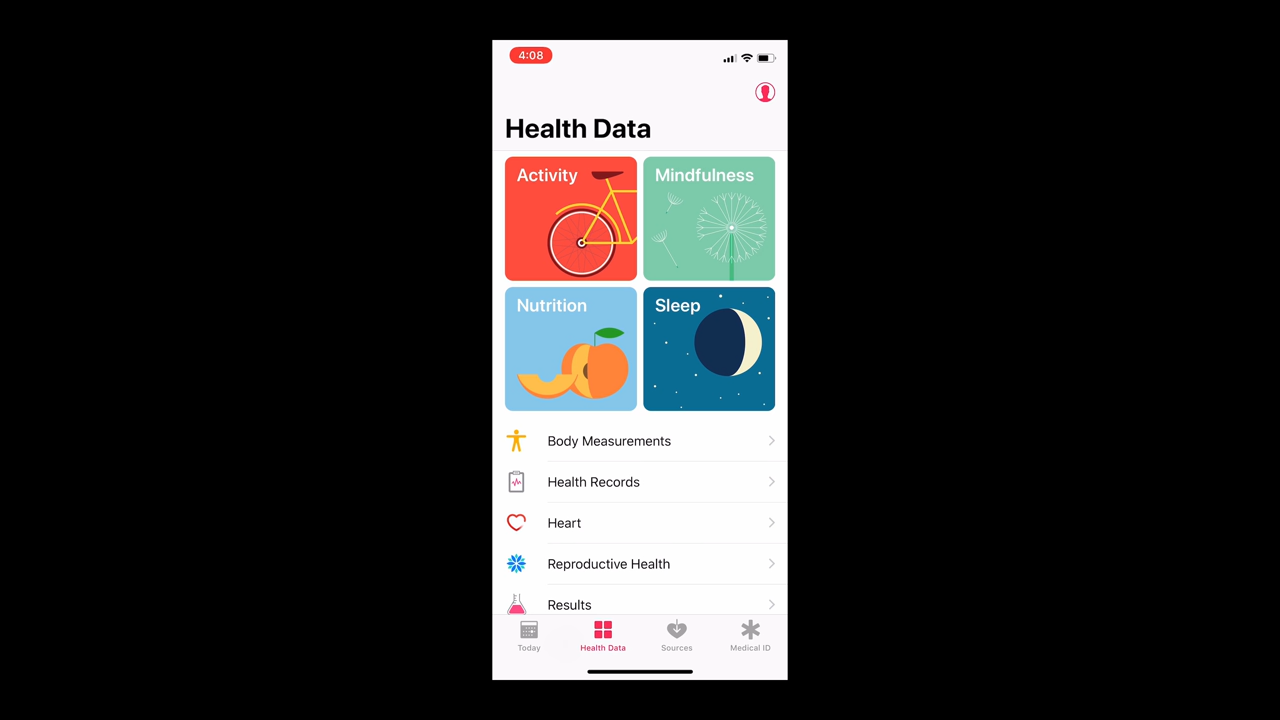 4:08
Health Data
Activity
Mindfulness
Nutrition
Sleep
Body Measurements
Health Records
Heart
Reproductive Health
Results
Today
Health Data
Sources
Medical ID